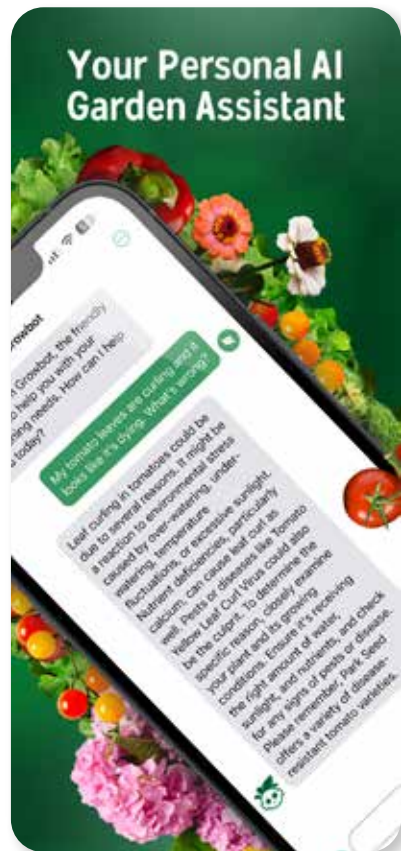 Your Personal AI
Garden Assistant
Growbot
Growbot, the friendly
to help you with your
needs. How can I help
today?
My tomato leaves are curling and it
looks like it's dying. What's wrong?
Leaf curling in tomatoes could be
due to several reasons. It might be
a reaction to environmental stress
caused by over-watering, under-
watering, temperature
fluctuations, or excessive sunlight.
Nutrient deficiencies, particularly
calcium, can cause leaf curl as
well. Pests or diseases like Tomato
Yellow Leaf Curl Virus could also
be the culprit. To determine the
specific reason, closely examine
your plant and its growing
conditions. Ensure it's receiving
the right amount of water,
sunlight, and nutrients, and check
for any signs of pests or disease.
Please remember, Park Seed
offers a variety of disease-
resistant tomato varieties.